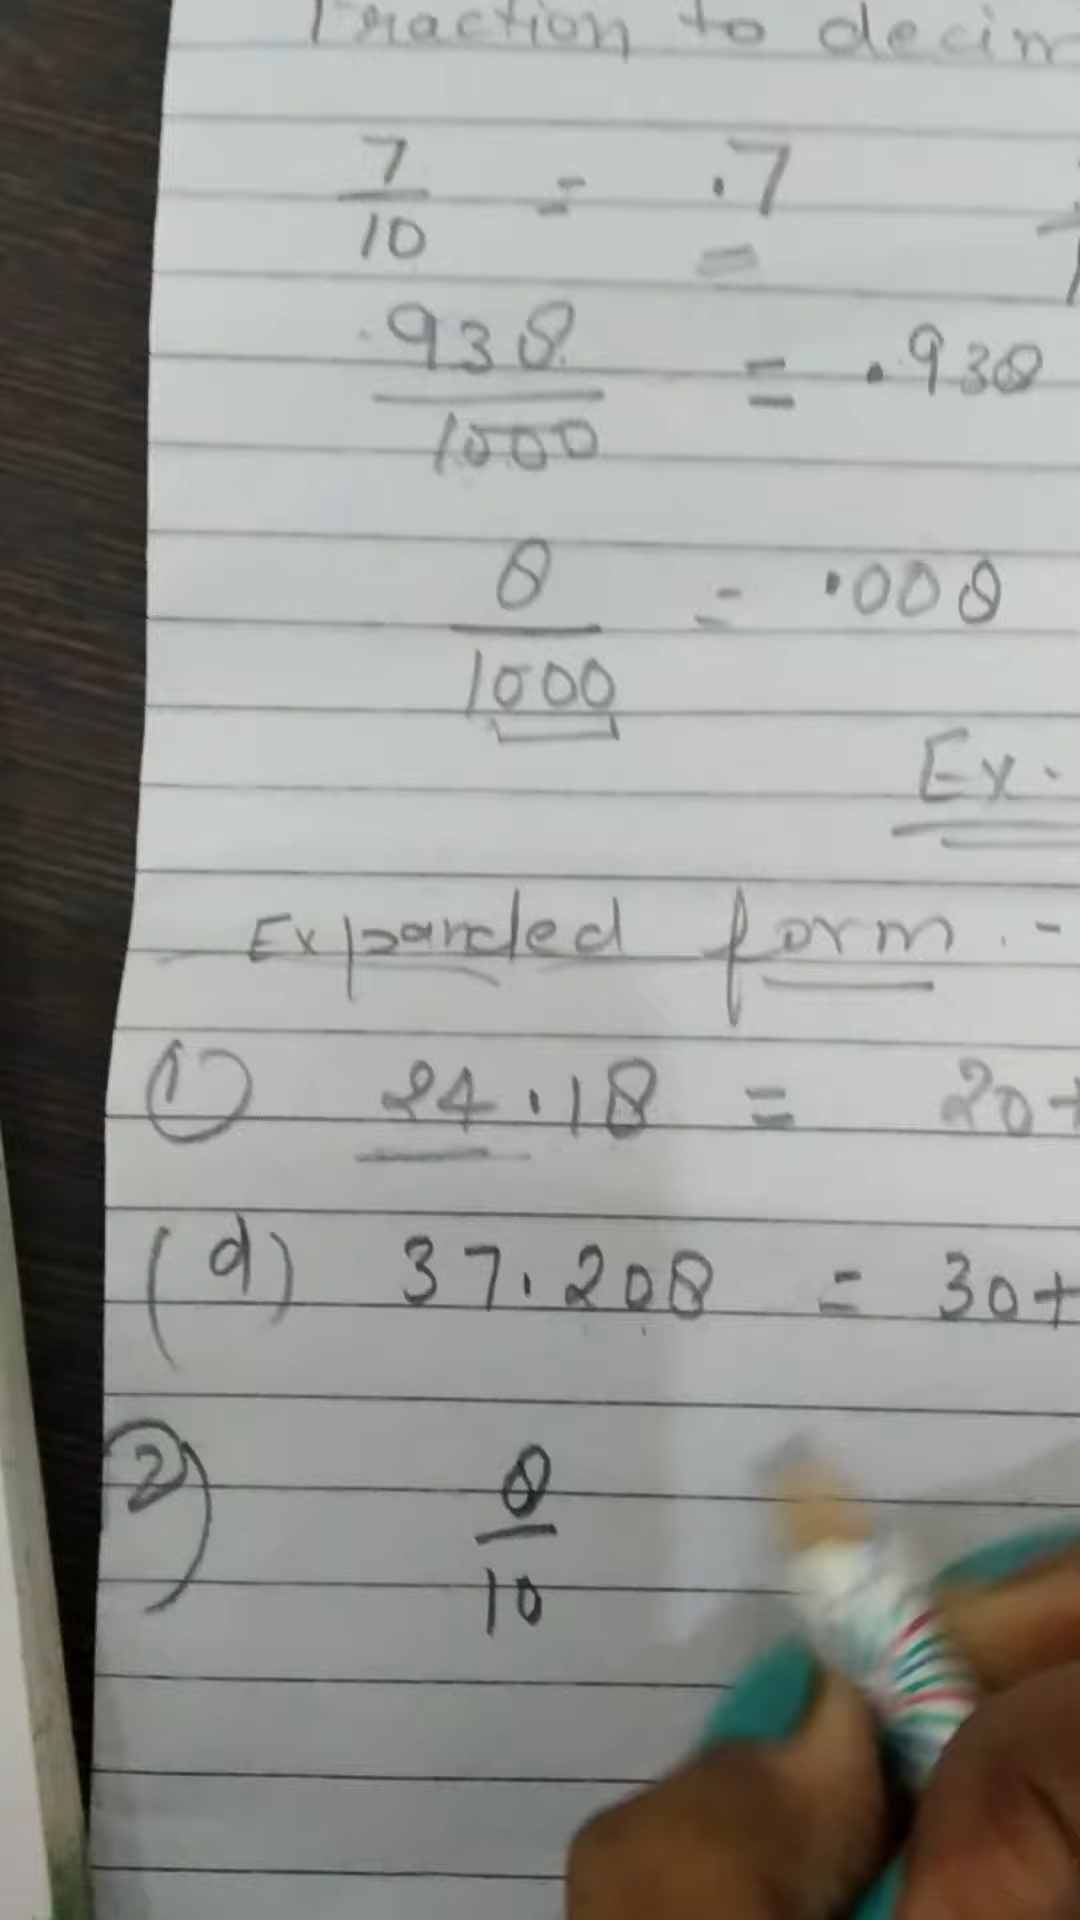 Fraction to decim
7/10 = .7
.938/1000 = .938
8/1000 = .008
Ex.
Expanded form. -
① 24.18 = 20+
(d) 37.208 = 30+
2) 8/10